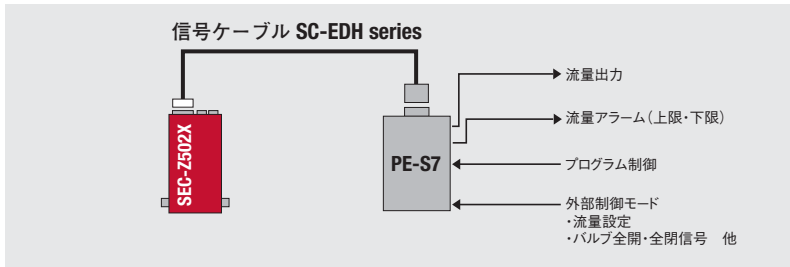 信号ケーブル SC-EDH series
SEC-Z502X
PE-S7
流量出力
流量アラーム（上限・下限）
プログラム制御
外部制御モード
・流量設定
・バルブ全開・全閉信号　他